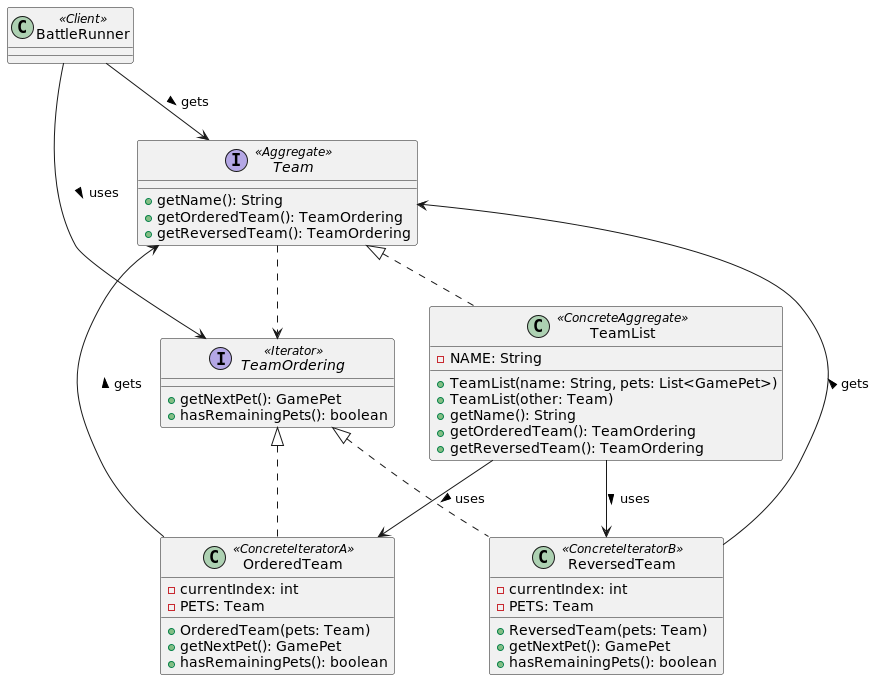 C
«Client»
BattleRunner
gets
I
«Aggregate»
Team
getName(): String
getOrderedTeam(): TeamOrdering
getReversedTeam(): TeamOrdering
uses
C
«ConcreteAggregate»
TeamList
NAME: String
TeamList(name: String, pets: List<GamePet>)
TeamList(other: Team)
getName(): String
getOrderedTeam(): TeamOrdering
getReversedTeam(): TeamOrdering
I
«Iterator»
TeamOrdering
getNextPet(): GamePet
hasRemainingPets(): boolean
gets
gets
uses
uses
C
«ConcreteIteratorA»
OrderedTeam
currentIndex: int
PETS: Team
OrderedTeam(pets: Team)
getNextPet(): GamePet
hasRemainingPets(): boolean
C
«ConcreteIteratorB»
ReversedTeam
currentIndex: int
PETS: Team
ReversedTeam(pets: Team)
getNextPet(): GamePet
hasRemainingPets(): boolean